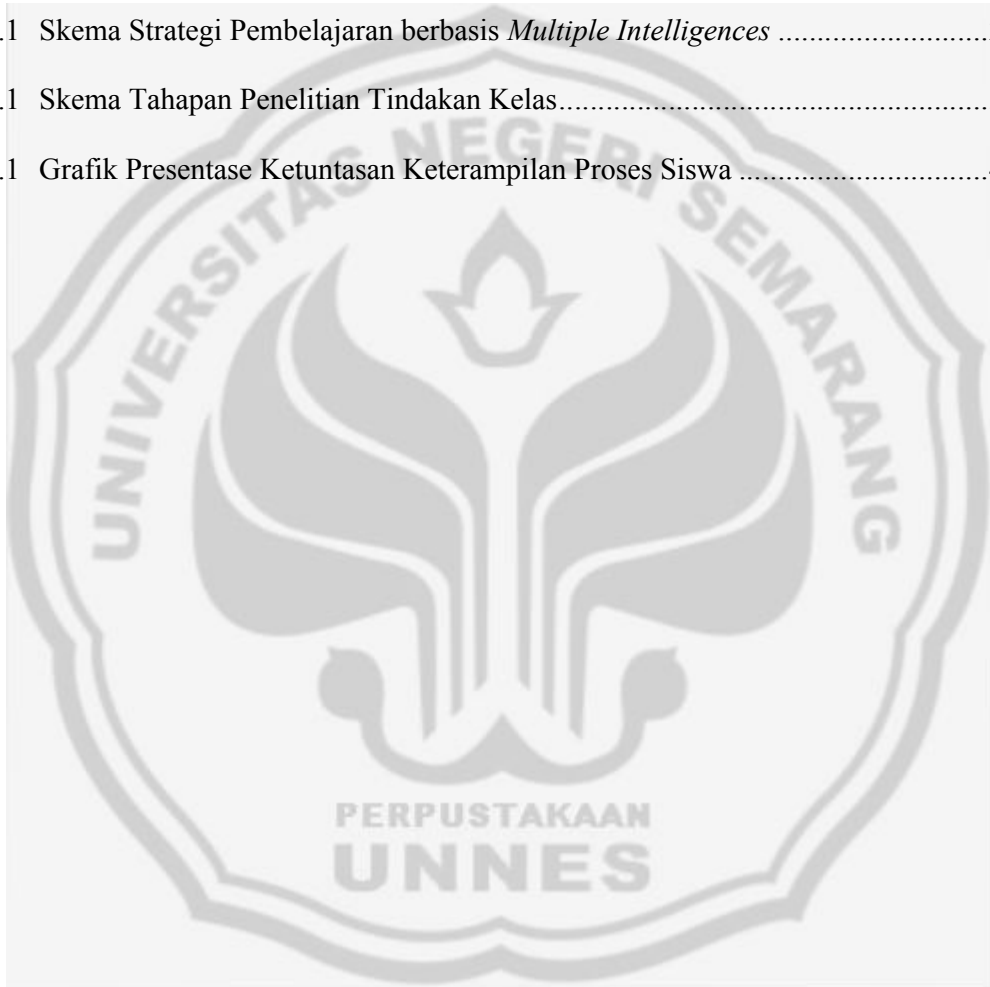 .1 Skema Strategi Pembelajaran berbasis Multiple Intelligences ............................
.1 Skema Tahapan Penelitian Tindakan Kelas........................................................
.1 Grafik Presentase Ketuntasan Keterampilan Proses Siswa .................................
UNIVERSITAS NEGERI SEMARANG
PERPUSTAKAAN
UNNES